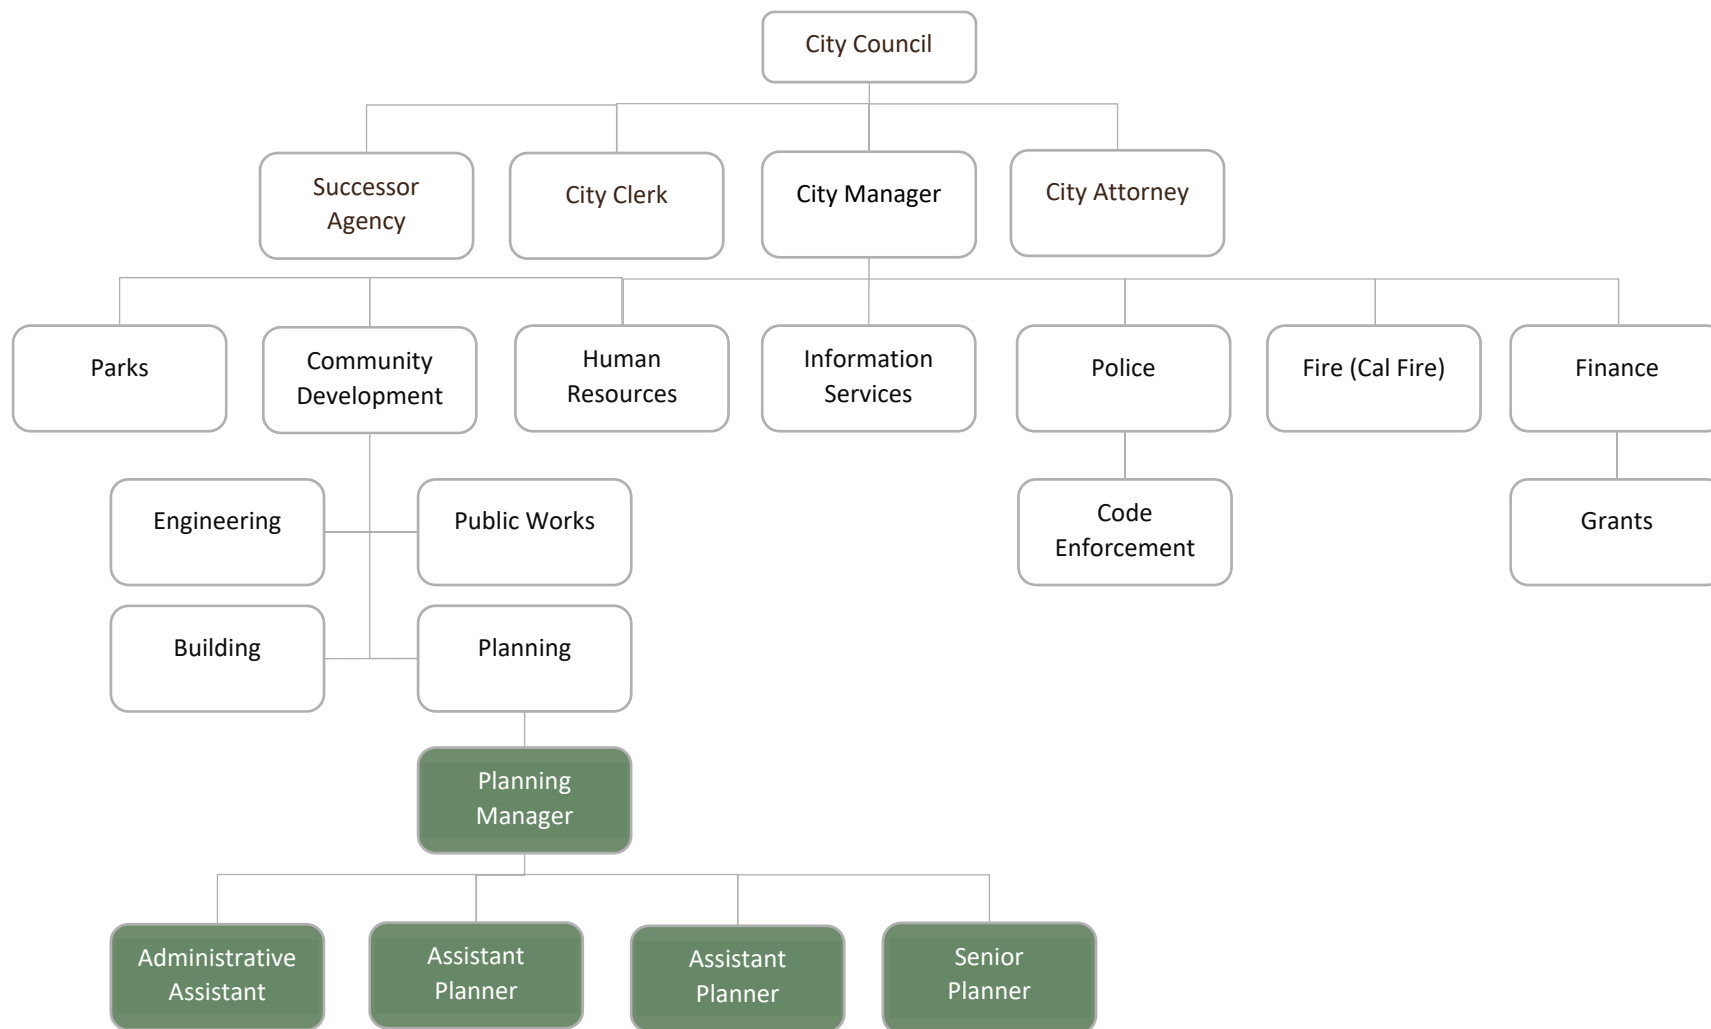 City Council
Successor
Agency
City Clerk
City Manager
City Attorney
Parks
Community
Development
Human
Resources
Information
Services
Police
Fire (Cal Fire)
Finance
Engineering
Public Works
Code
Enforcement
Grants
Building
Planning
Planning
Manager
Administrative
Assistant
Assistant
Planner
Assistant
Planner
Senior
Planner